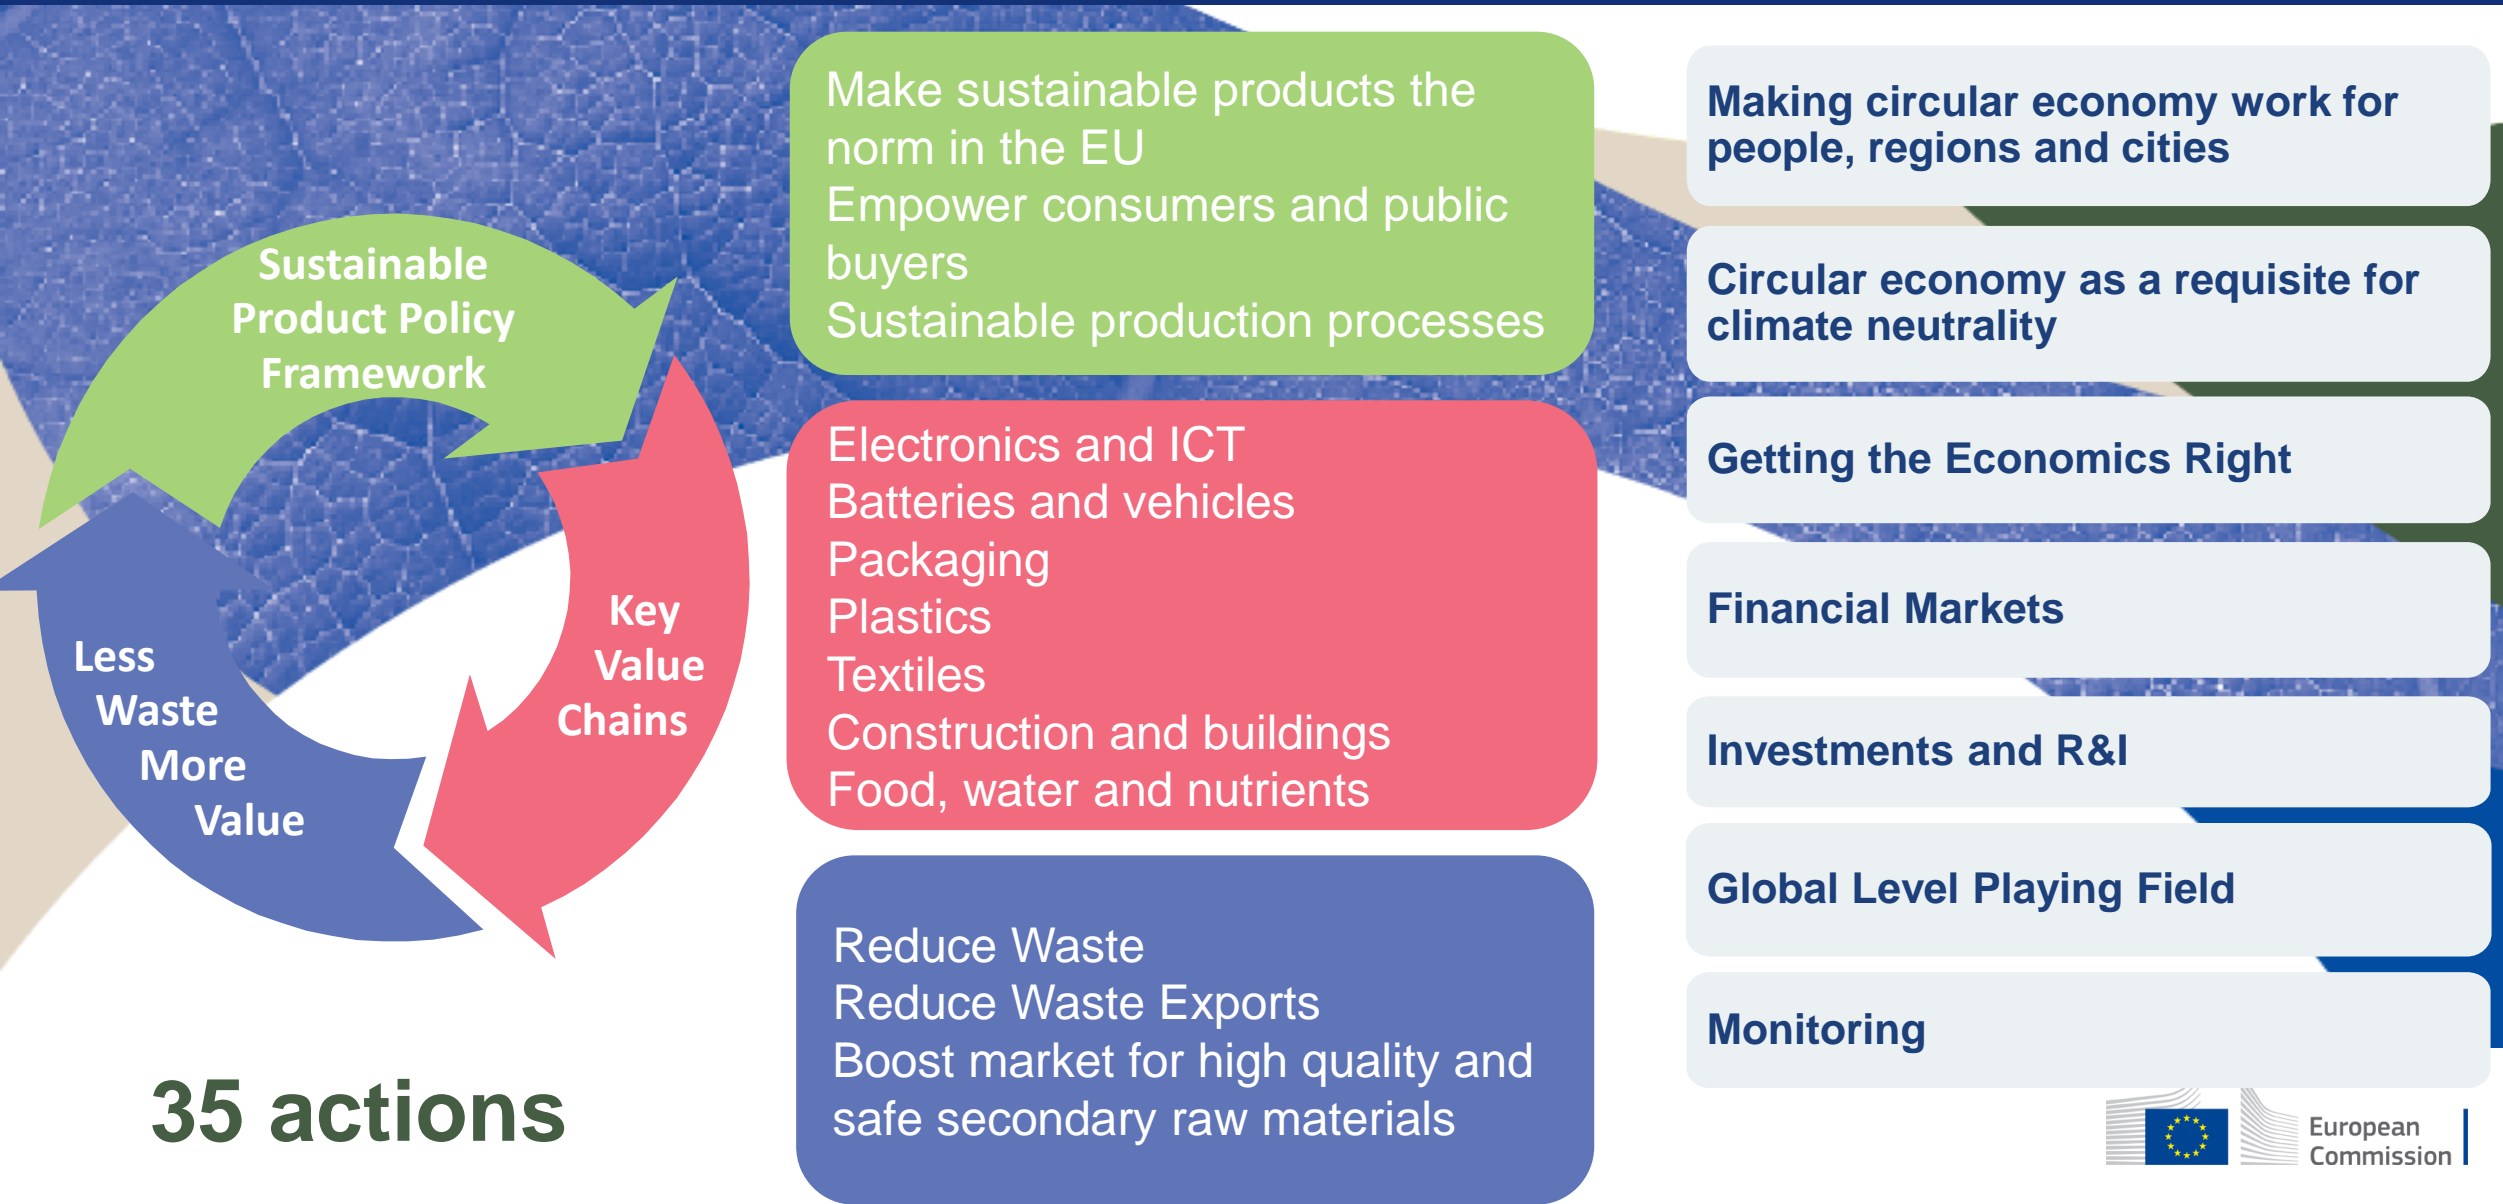 Sustainable
Product Policy
Framework
Key
Value
Chains
Less
Waste
More
Value
35 actions
Make sustainable products the
norm in the EU
Empower consumers and public
buyers
Sustainable production processes
Electronics and ICT
Batteries and vehicles
Packaging
Plastics
Textiles
Construction and buildings
Food, water and nutrients
Reduce Waste
Reduce Waste Exports
Boost market for high quality and
safe secondary raw materials
Making circular economy work for
people, regions and cities
Circular economy as a requisite for
climate neutrality
Getting the Economics Right
Financial Markets
Investments and R&I
Global Level Playing Field
Monitoring
European
Commission